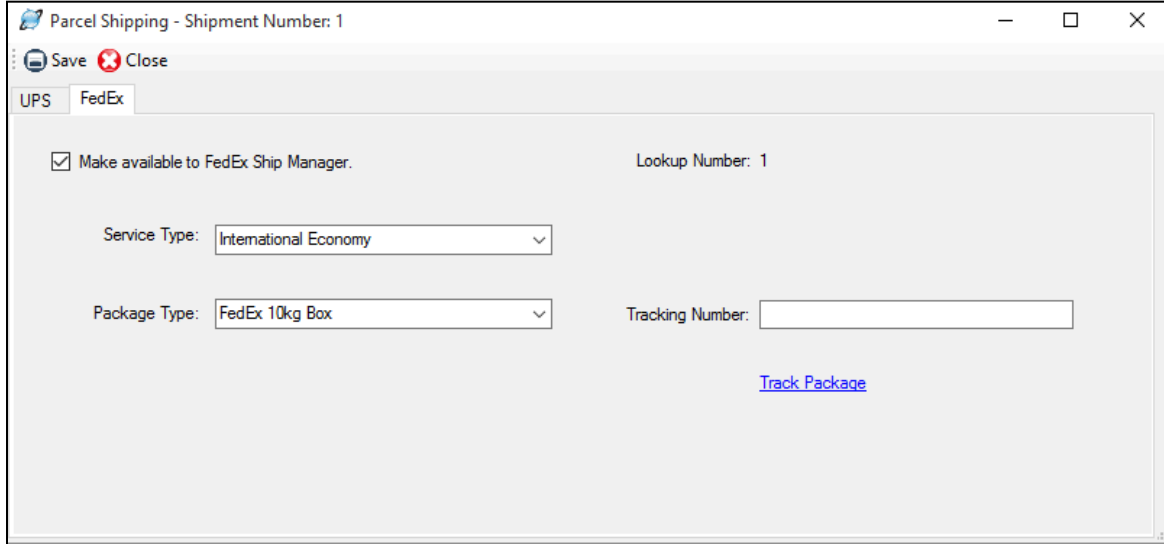 Parcel Shipping - Shipment Number: 1
Save Close
UPS FedEx
Make available to FedEx Ship Manager. Lookup Number: 1
Service Type: International Economy
Package Type: FedEx 10kg Box Tracking Number:
Track Package